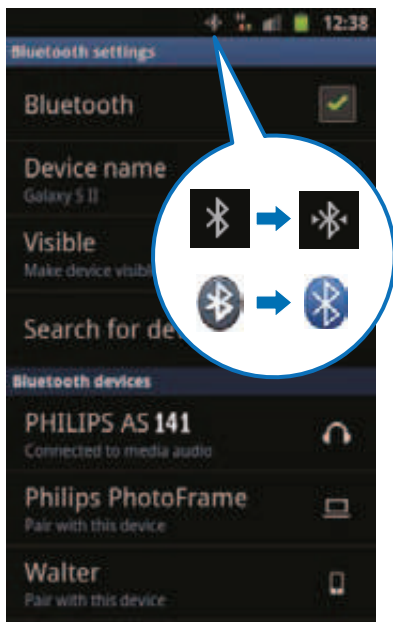 12:38
Bluetooth settings
Bluetooth
Device name
Galaxy S II
Visible
Make device visib
Search for de
Bluetooth devices
PHILIPS AS 141
Connected to media audio
Philips PhotoFrame
Pair with this device
Walter
Pair with this device